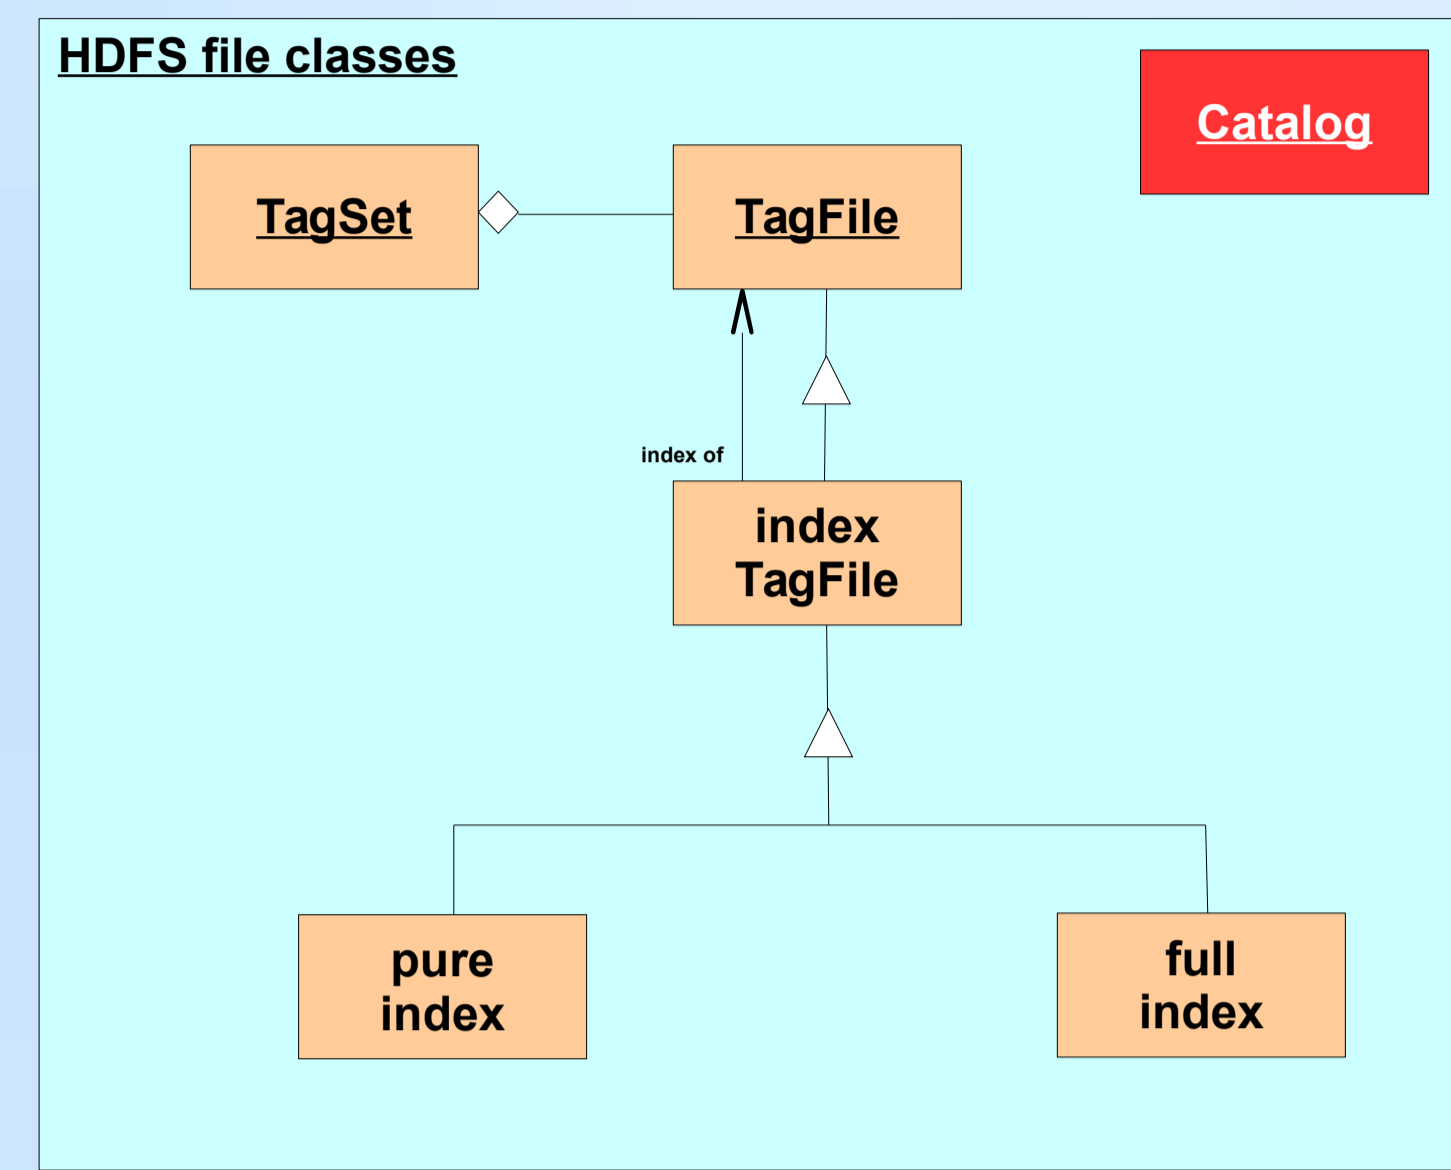 HDFS file classes
Catalog
TagSet
TagFile
index of
index
TagFile
pure
index
full
index